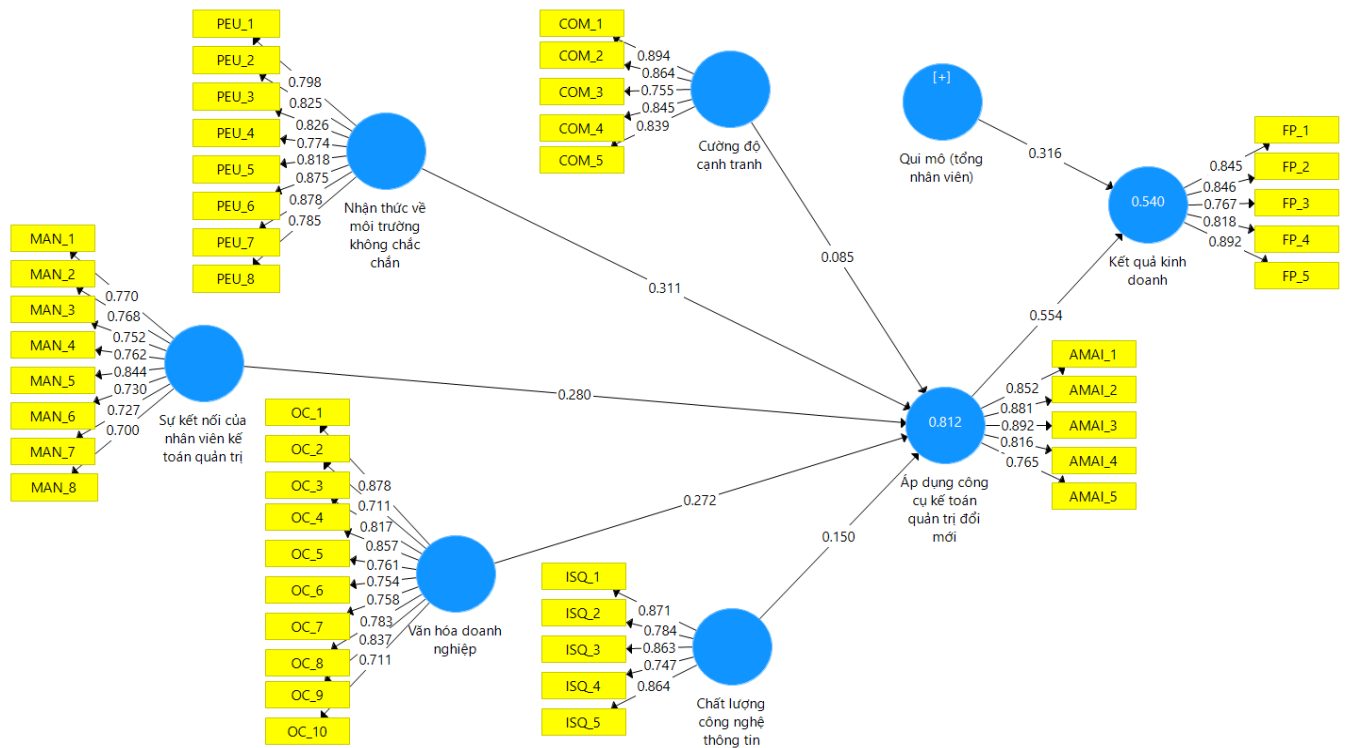 PEU_1
PEU_2
PEU_3
PEU_4
PEU_5
PEU_6
PEU_7
PEU_8
0.798
0.825
0.826
0.774
0.818
0.875
0.878
0.785
Nhận thức về
môi trường
không chắc
chắn
COM_1
COM_2
COM_3
COM_4
COM_5
0.894
0.864
0.755
0.845
0.839
Cường độ
cạnh tranh
[+]
Qui mô (tổng
nhân viên)
0.316
0.540
Kết quả kinh
doanh
FP_1
FP_2
FP_3
FP_4
FP_5
0.845
0.846
0.767
0.818
0.892
MAN_1
MAN_2
MAN_3
MAN_4
MAN_5
MAN_6
MAN_7
MAN_8
0.770
0.768
0.752
0.762
0.844
0.730
0.727
0.700
Sự kết nối của
nhân viên kế
toán quản trị
0.311
0.085
0.280
0.272
0.150
0.554
0.812
Áp dụng công
cụ kế toán
quản trị đổi
mới
AMAI_1
AMAI_2
AMAI_3
AMAI_4
AMAI_5
0.852
0.881
0.892
0.816
0.765
OC_1
OC_2
OC_3
OC_4
OC_5
OC_6
OC_7
OC_8
OC_9
OC_10
0.878
0.711
0.817
0.857
0.761
0.754
0.758
0.783
0.837
0.711
Văn hóa doanh
nghiệp
ISQ_1
ISQ_2
ISQ_3
ISQ_4
ISQ_5
0.871
0.784
0.863
0.747
0.864
Chất lượng
công nghệ
thông tin